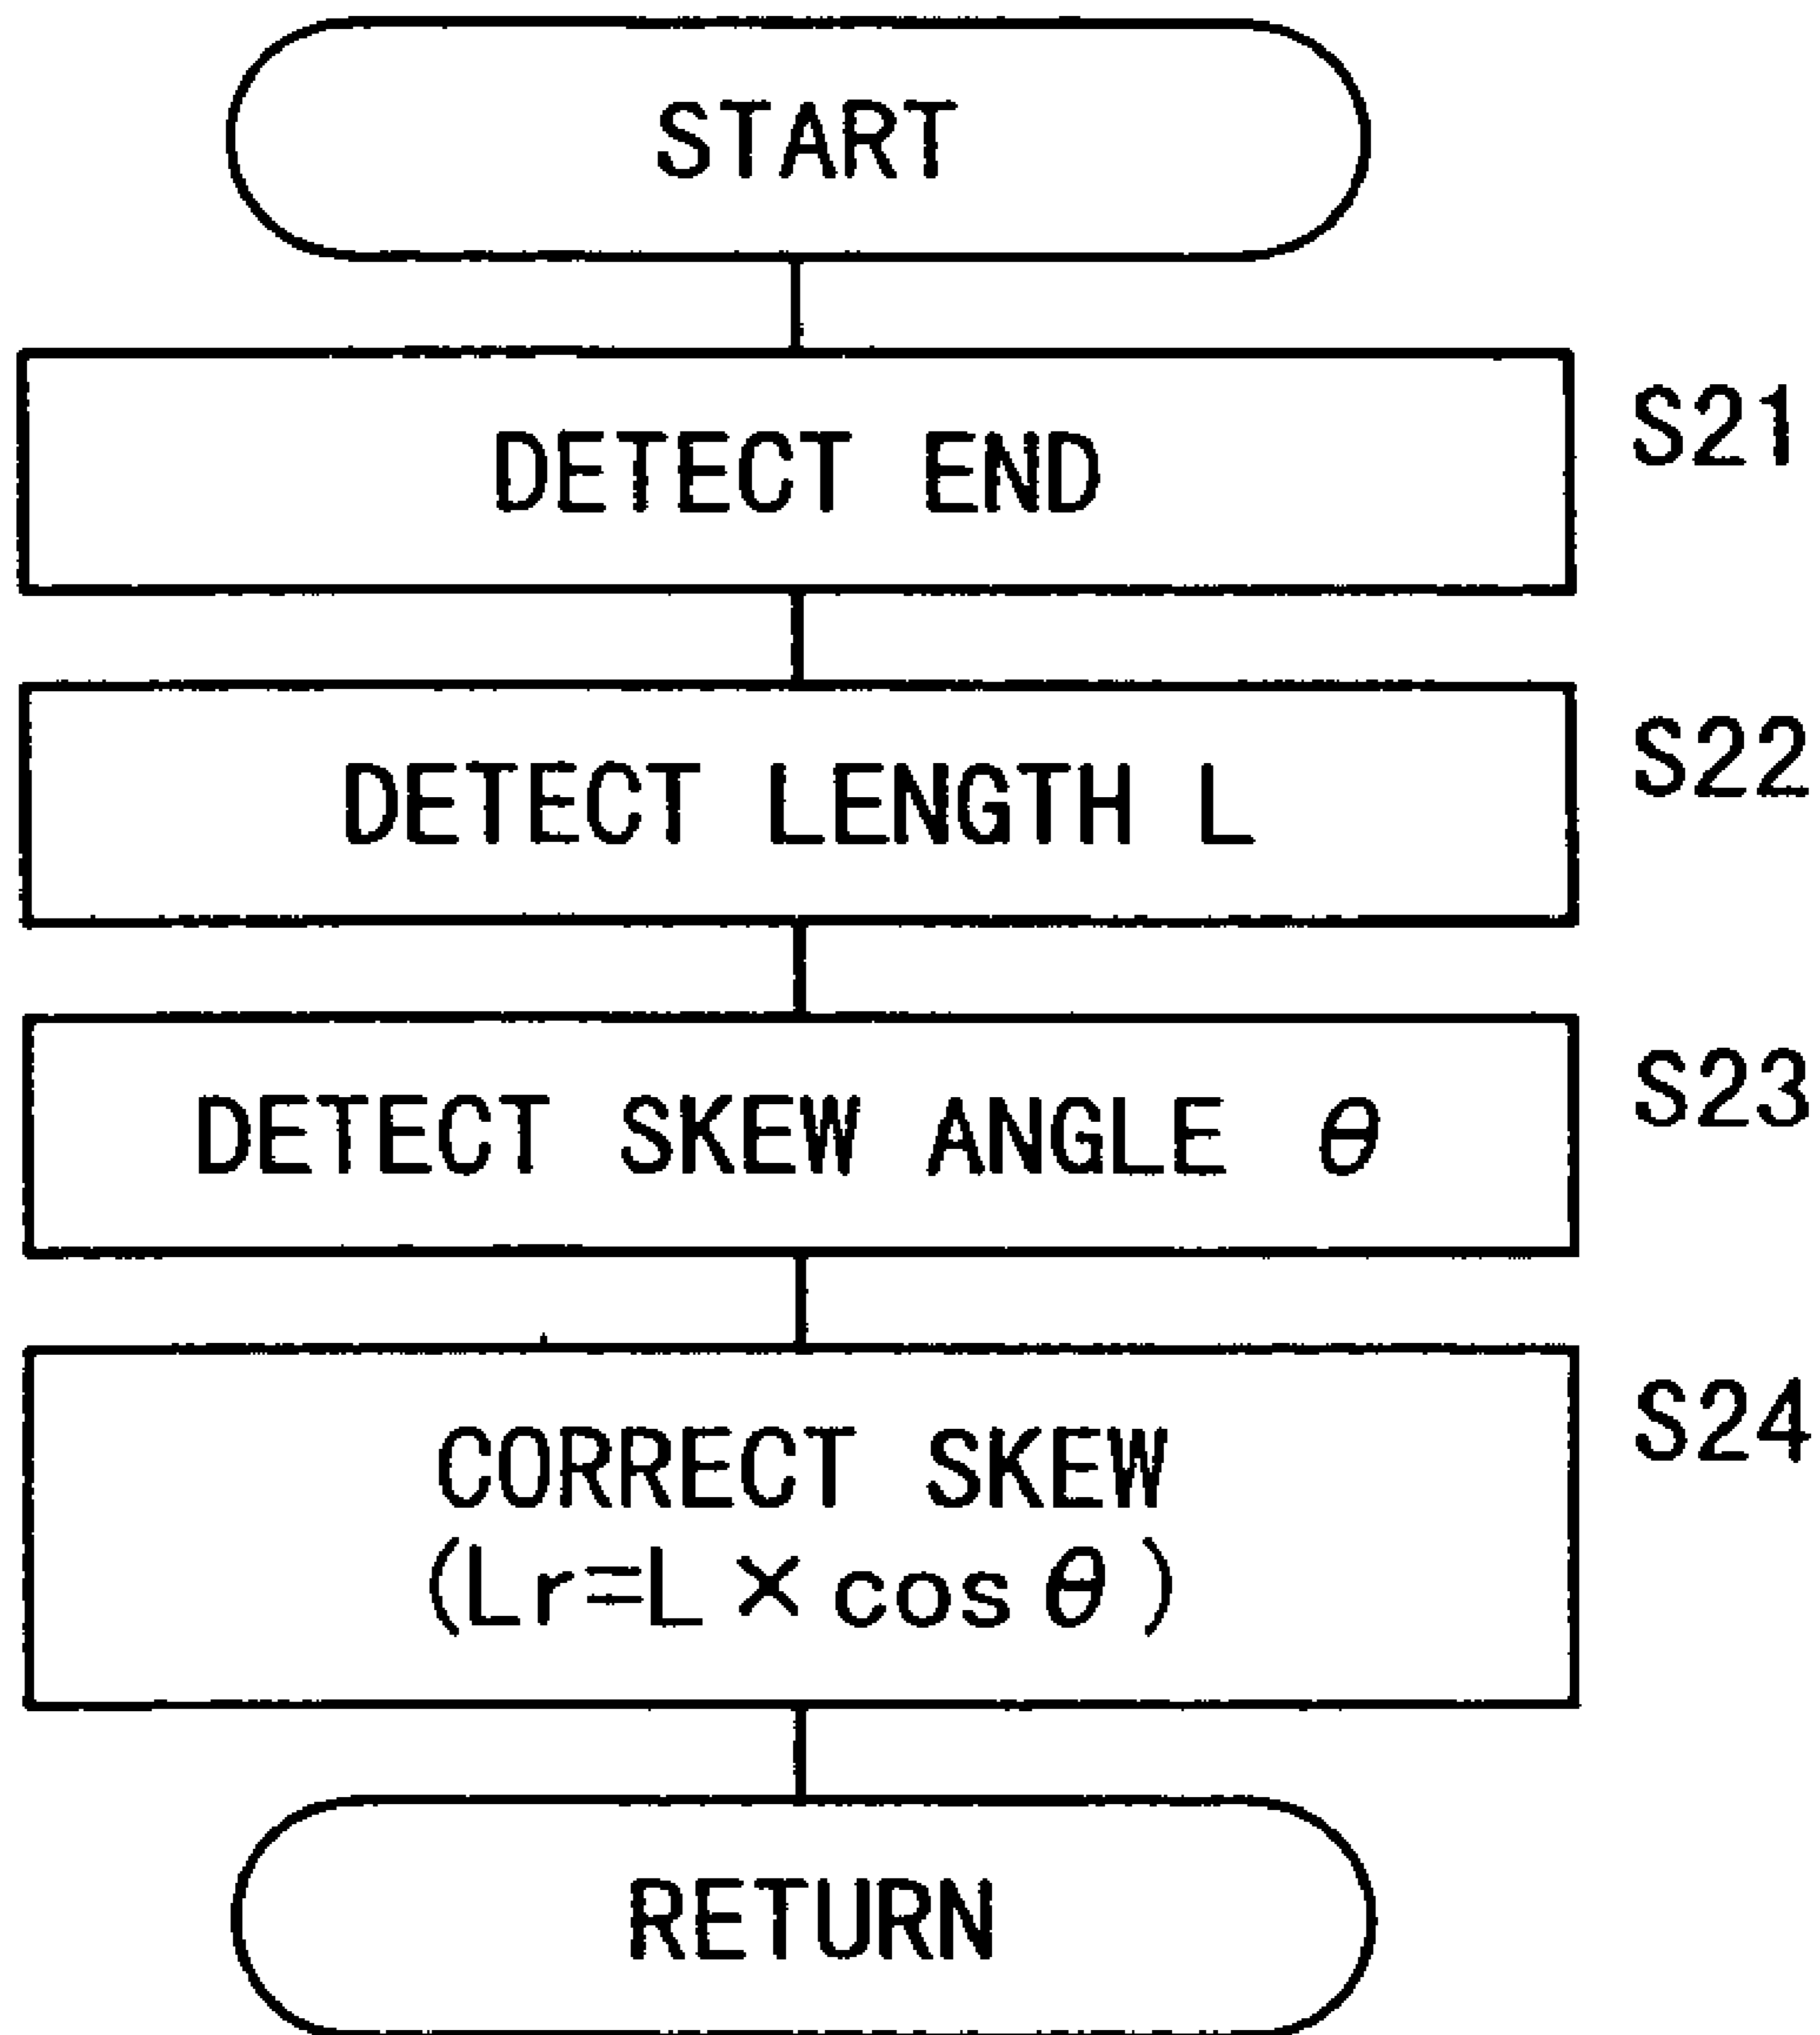 START
DETECT END
S21
DETECT LENGTH L
S22
DETECT SKEW ANGLE θ
S23
CORRECT SKEW
(Lr=L×cosθ)
S24
RETURN